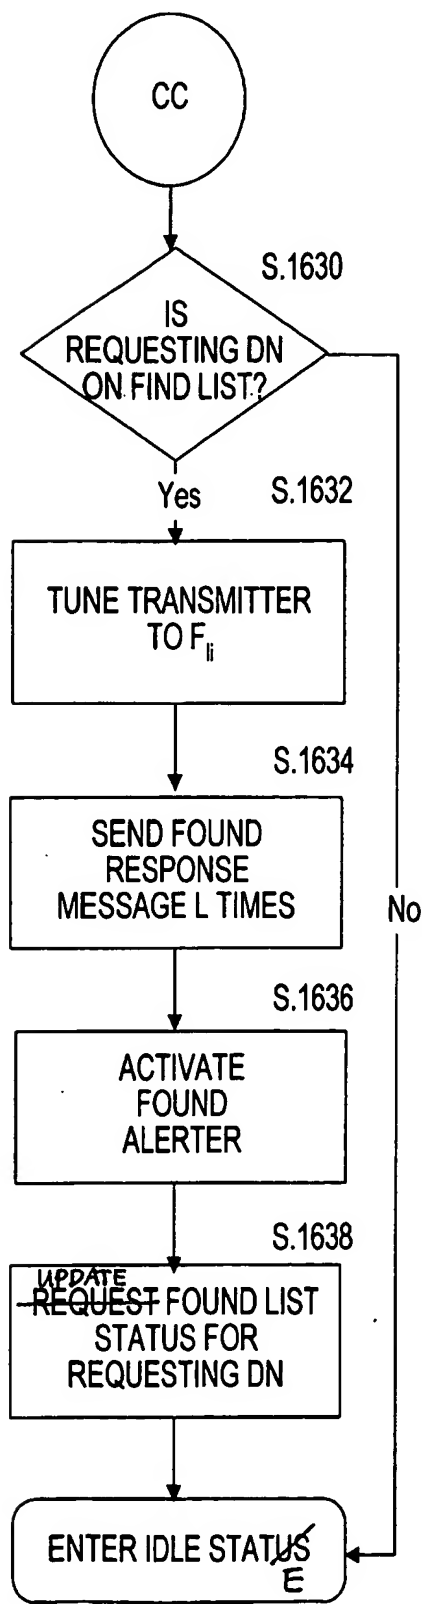 CC
S.1630
IS
REQUESTING DN
ON FIND LIST?
Yes
S.1632
TUNE TRANSMITTER
TO Fli
S.1634
SEND FOUND
RESPONSE
MESSAGE L TIMES
No
S.1636
ACTIVATE
FOUND
ALERTER
S.1638
UPDATE
REQUEST FOUND LIST
STATUS FOR
REQUESTING DN
ENTER IDLE STATUS
E